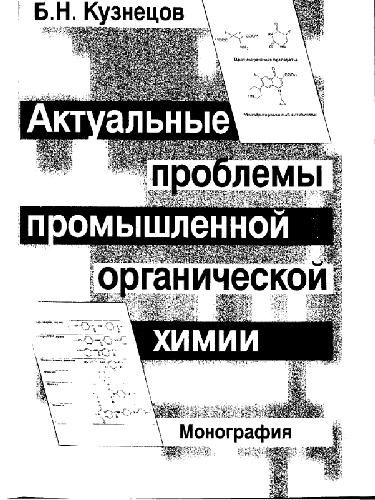 Б.Н. Кузнецов
Актуальные
проблемы
промышленной
органической
химии
Монография